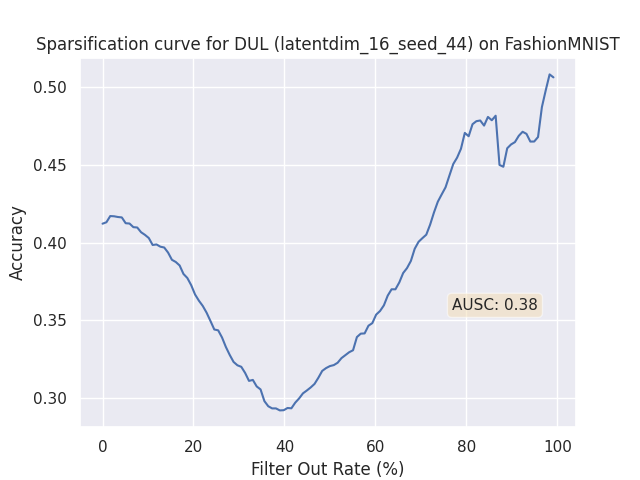 Sparsification curve for DUL (latentdim_16_seed_44) on FashionMNIST
0.50
0.45
0.40
0.35
0.30
Accuracy
AUSC: 0.38
0 20 40 60 80 100
Filter Out Rate (%)